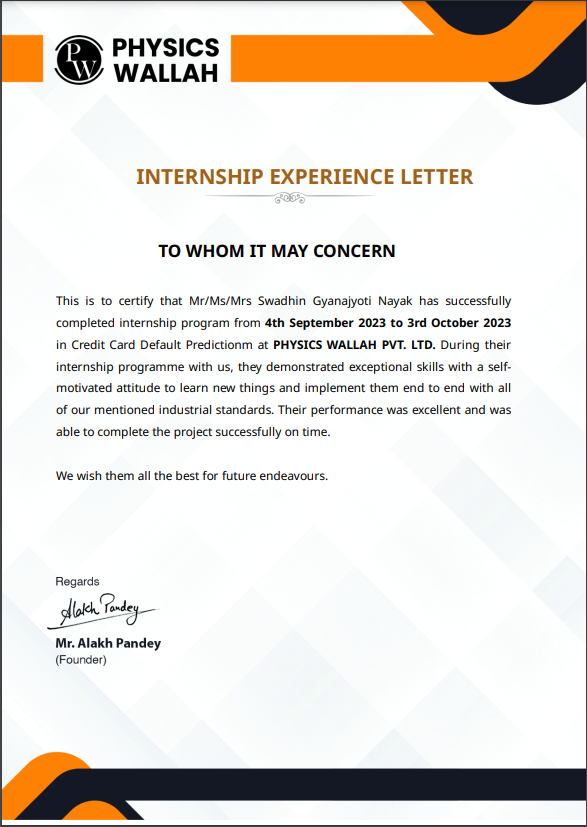 PW
PHYSICS
WALLAH
INTERNSHIP EXPERIENCE LETTER
TO WHOM IT MAY CONCERN
This is to certify that Mr/Ms/Mrs Swadhin Gyanajyoti Nayak has successfully
completed internship program from 4th September 2023 to 3rd October 2023
in Credit Card Default Predictionm at PHYSICS WALLAH PVT. LTD. During their
internship programme with us, they demonstrated exceptional skills with a self-
motivated attitude to learn new things and implement them end to end with all
of our mentioned industrial standards. Their performance was excellent and was
able to complete the project successfully on time.
We wish them all the best for future endeavours.
Regards
Alakh Pandey
Mr. Alakh Pandey
(Founder)